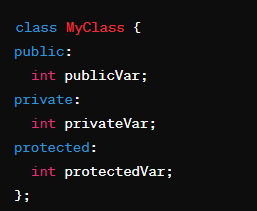 class MyClass {
public:
  int publicVar;
private:
  int privateVar;
protected:
  int protectedVar;
};